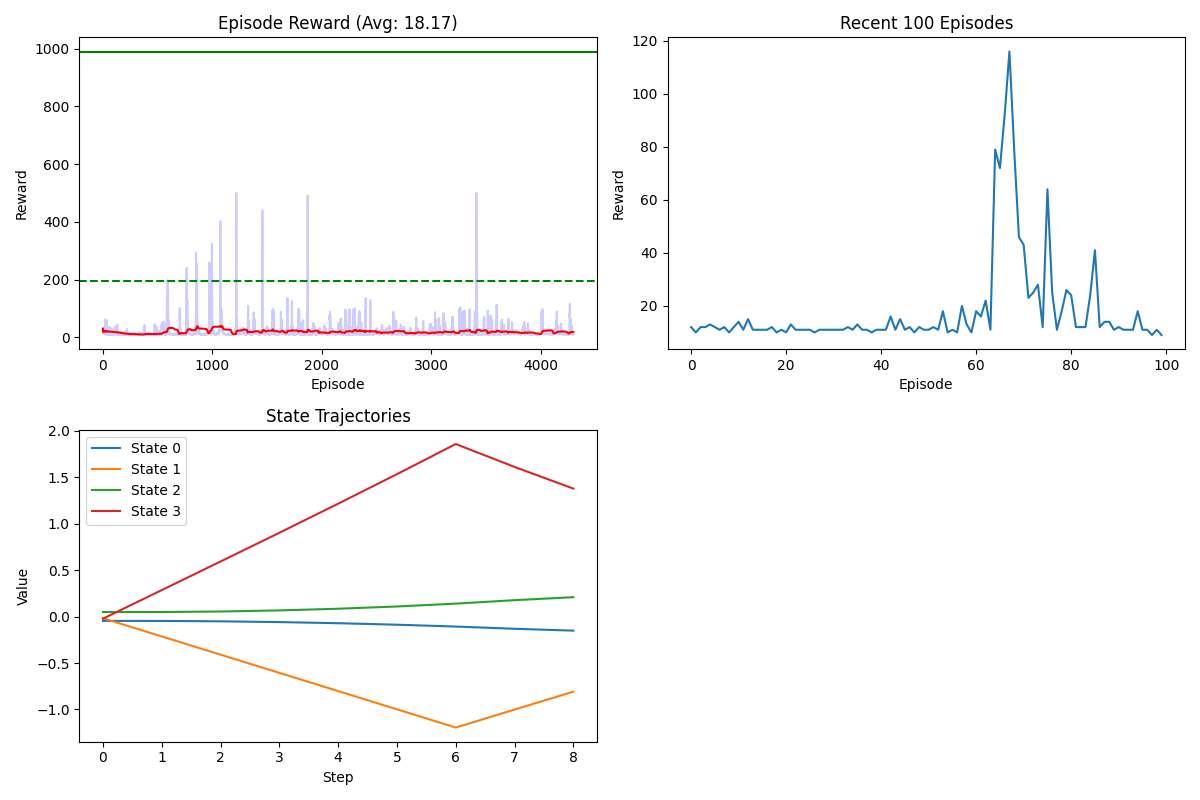 Episode Reward (Avg: 18.17)
1000
800
600
400
200
0
Reward
0 1000 2000 3000 4000
Episode
Recent 100 Episodes
120
100
80
60
40
20
Reward
0 20 40 60 80 100
Episode
State Trajectories
2.0
1.5
1.0
0.5
0.0
−0.5
−1.0
Value
State 0
State 1
State 2
State 3
0 1 2 3 4 5 6 7 8
Step